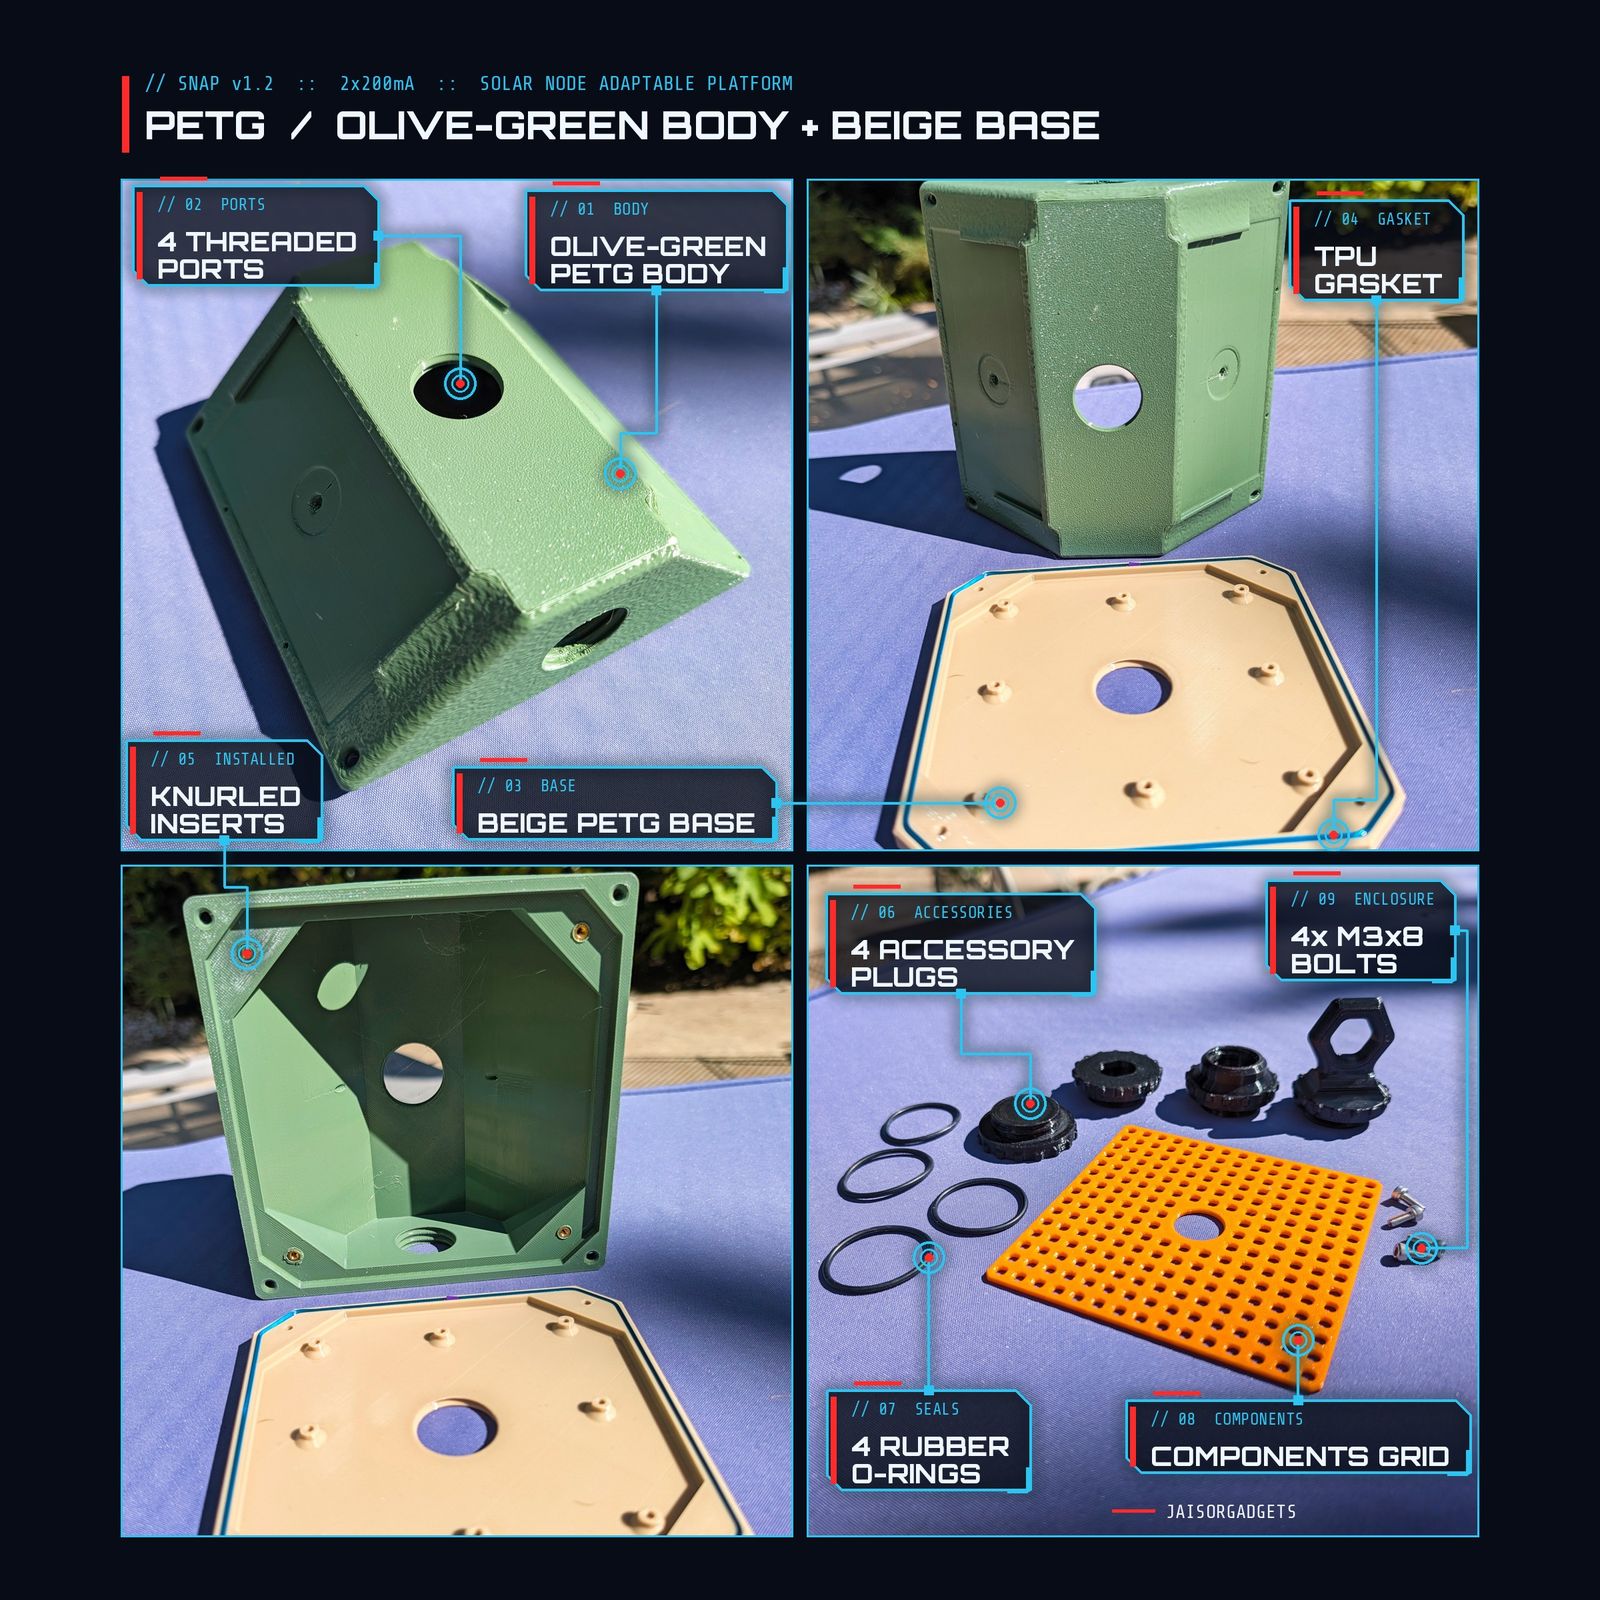 // SNAP v1.2 :: 2x200mA :: SOLAR NODE ADAPTABLE PLATFORM
PETG / OLIVE-GREEN BODY + BEIGE BASE
// 02 PORTS
4 THREADED
PORTS
// 01 BODY
OLIVE-GREEN
PETG BODY
// 04 GASKET
TPU
GASKET
// 05 INSTALLED
KNURLED
INSERTS
// 03 BASE
BEIGE PETG BASE
// 06 ACCESSORIES
4 ACCESSORY
PLUGS
// 09 ENCLOSURE
4x M3x8
BOLTS
// 07 SEALS
4 RUBBER
O-RINGS
// 08 COMPONENTS
COMPONENTS GRID
JAISORGADGETS